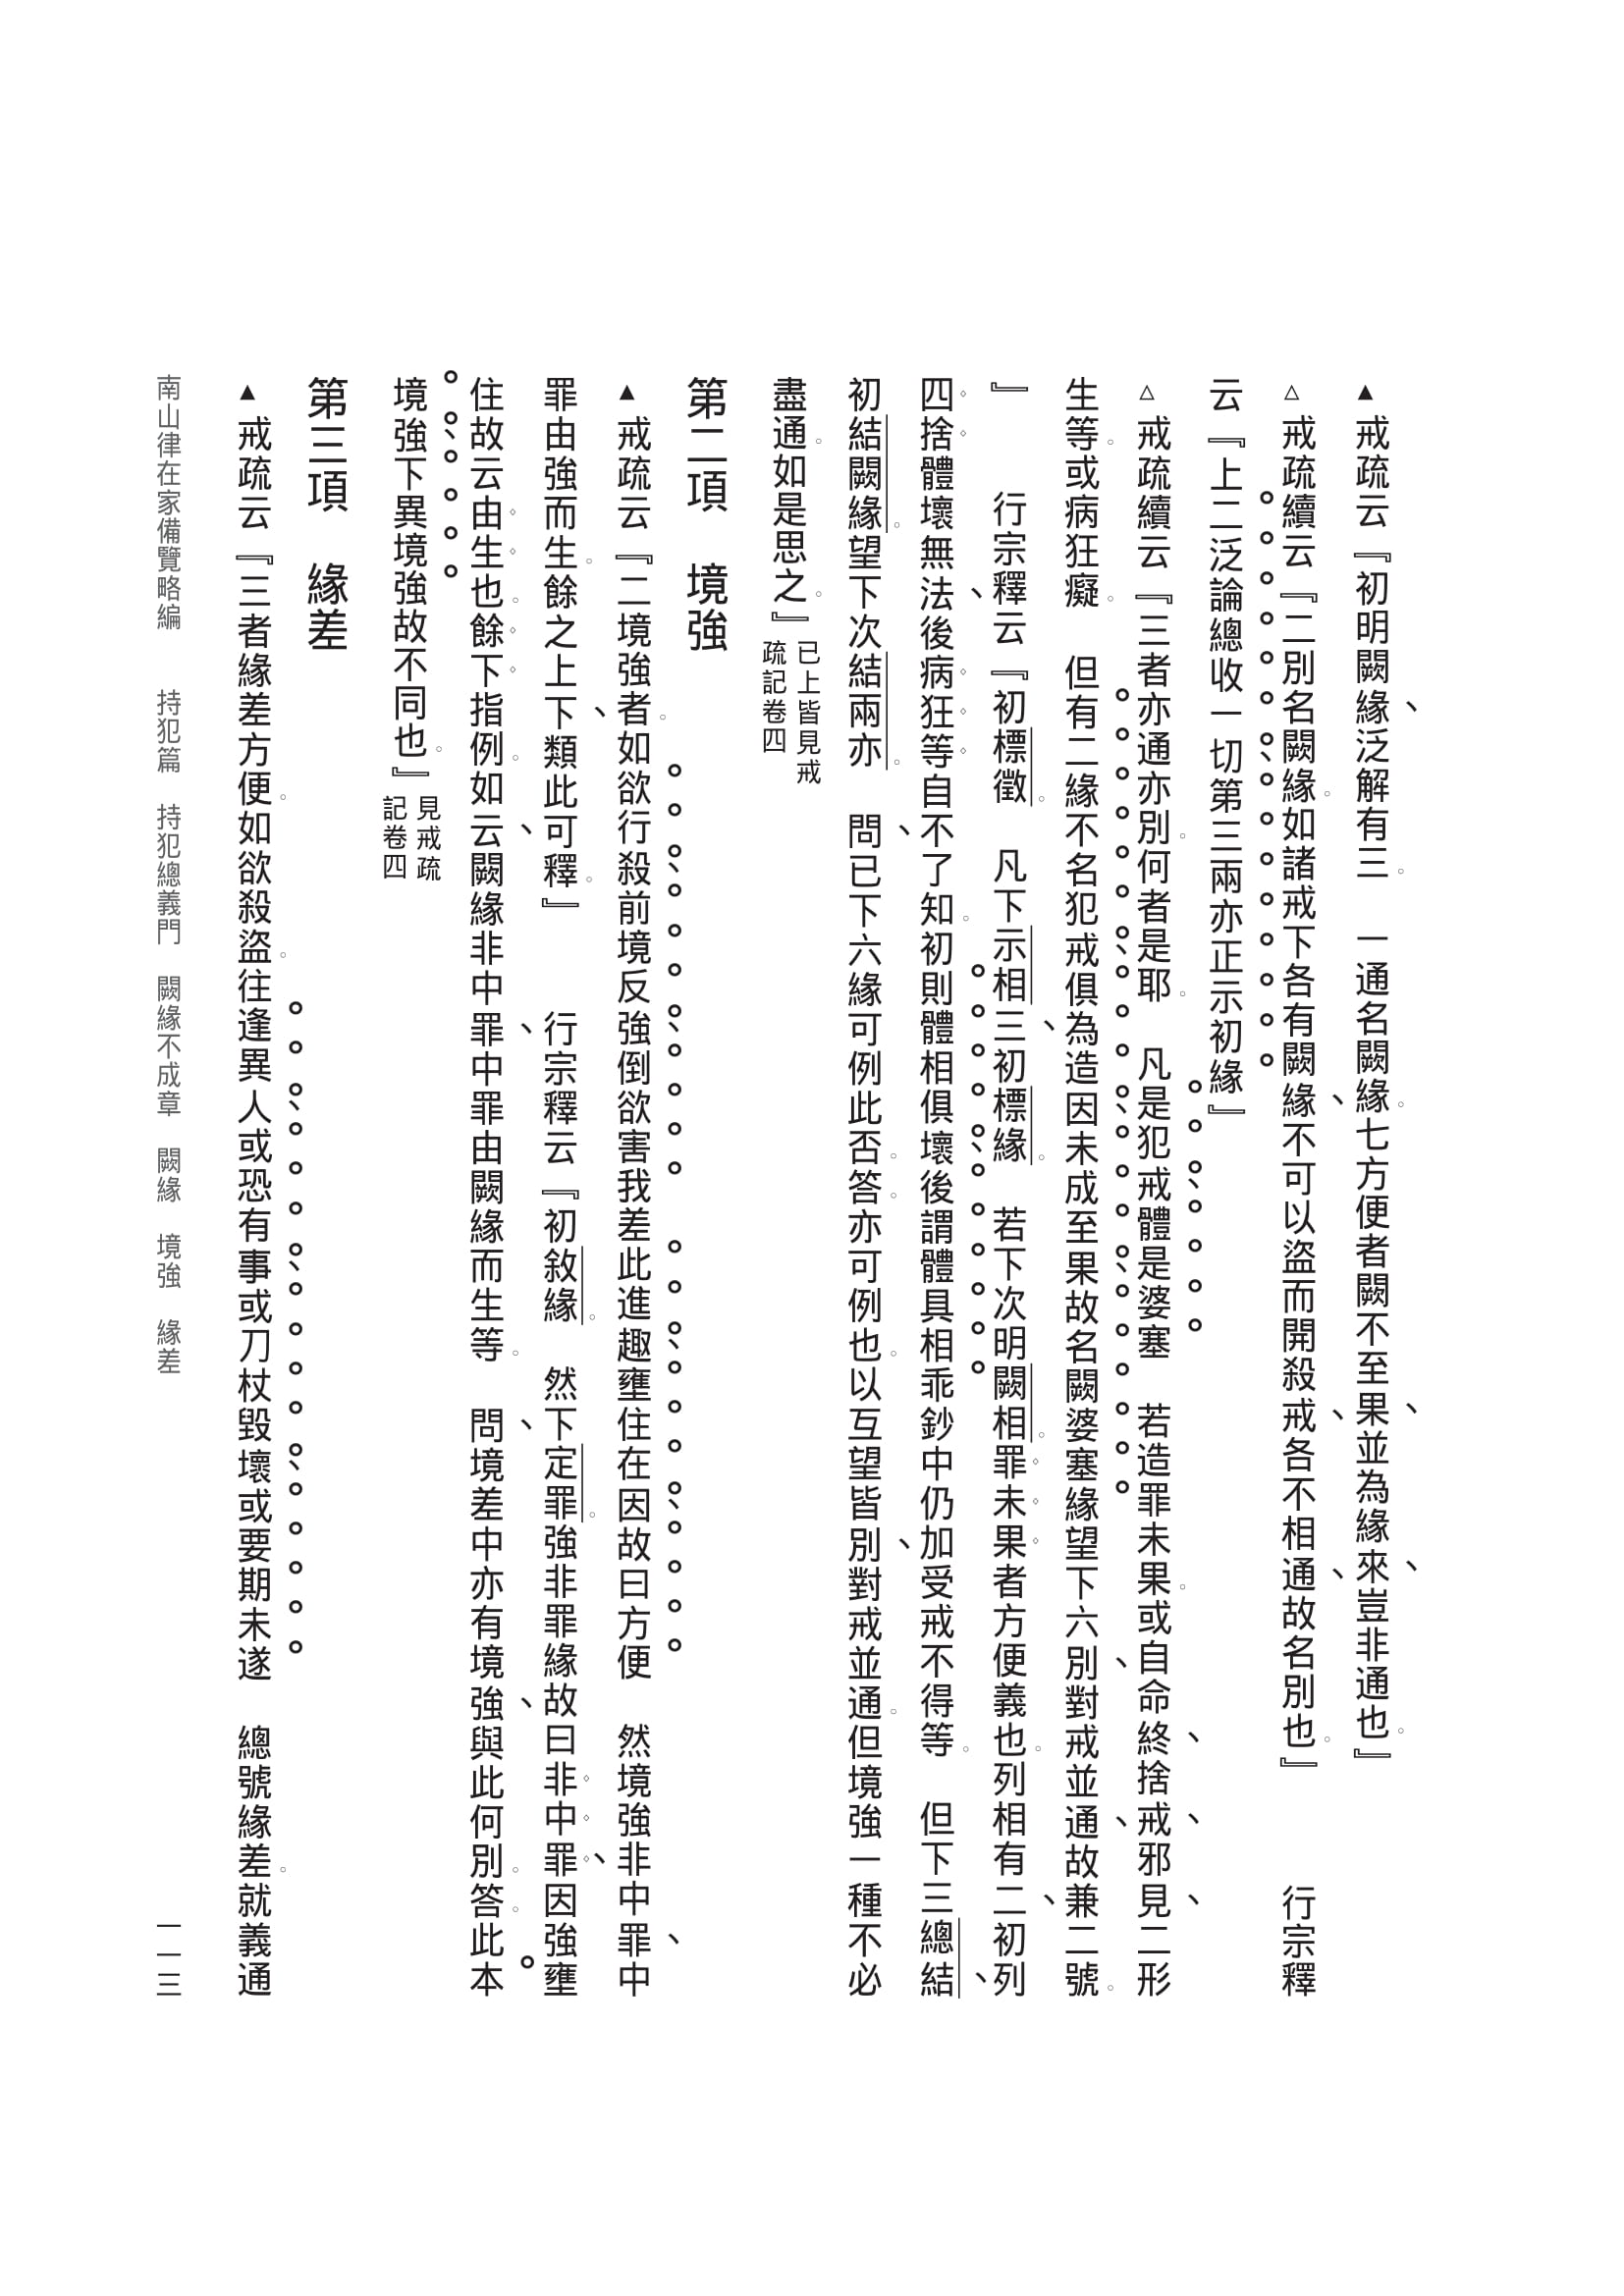 ▲戒疏云『初明闕緣泛解有三　一通名闕緣七方便者闕不至果並為緣來豈非通也』
△戒疏續云『二別名闕緣如諸戒下各有闕緣不可以盜而開殺戒各不相通故名別也』　　行宗釋
云『上二泛論總收一切第三兩亦正示初緣』
△戒疏續云『三者亦通亦別何者是耶　凡是犯戒體是婆塞　若造罪未果或自命終捨戒邪見二形
生等或病狂癡　但有二緣不名犯戒俱為造因未成至果故名闕婆塞緣望下六別對戒並通故兼二號
』　　行宗釋云『初標徵　凡下示相三初標緣　若下次明闕相罪未果者方便義也列相有二初列
四捨體壞無法後病狂等自不了知初則體相俱壞後謂體具相乖鈔中仍加受戒不得等　但下三總結
初結闕緣望下次結兩亦　問已下六緣可例此否答亦可例也以互望皆別對戒並通但境強一種不必
盡通如是思之』已上皆見戒疏記卷四
第二項　境強
▲戒疏云『二境強者如欲行殺前境反強倒欲害我差此進趣壅住在因故曰方便　然境強非中罪中
罪由強而生餘之上下類此可釋』　　行宗釋云『初敘緣　然下定罪強非罪緣故曰非中罪因強壅
住故云由生也餘下指例如云闕緣非中罪中罪由闕緣而生等　問境差中亦有境強與此何別答此本
境強下異境強故不同也』見戒疏記卷四
第三項　緣差
▲戒疏云『三者緣差方便如欲殺盜往逢異人或恐有事或刀杖毀壞或要期未遂　總號緣差就義通
南山律在家備覽略編　　持犯篇　持犯總義門　闕緣不成章　闕緣　境強　緣差
一一三